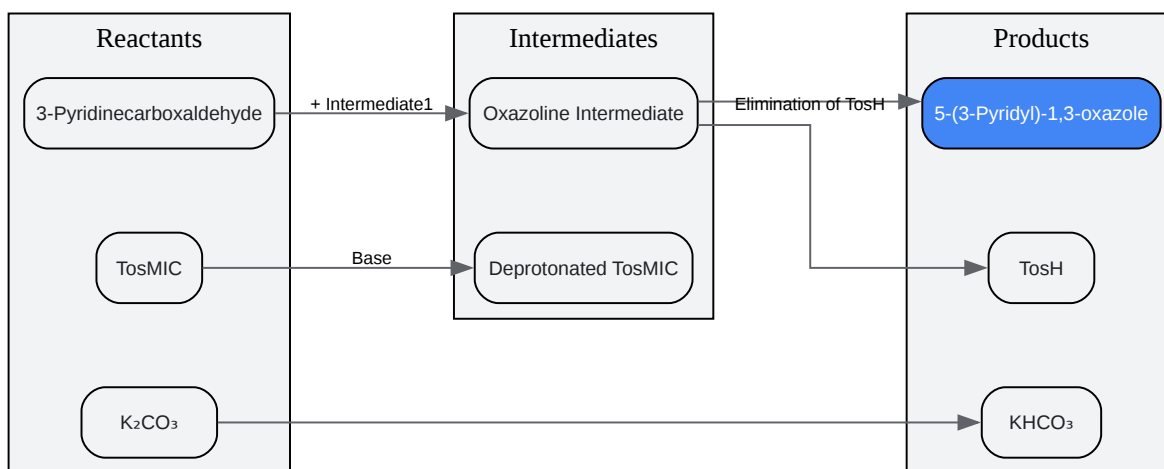 Reactants
Intermediates
Products
3-Pyridinecarboxaldehyde
+ Intermediate1
Oxazoline Intermediate
Elimination of TosH
5-(3-Pyridyl)-1,3-oxazole
TosMIC
Base
Deprotonated TosMIC
TosH
K₂CO₃
KHCO₃